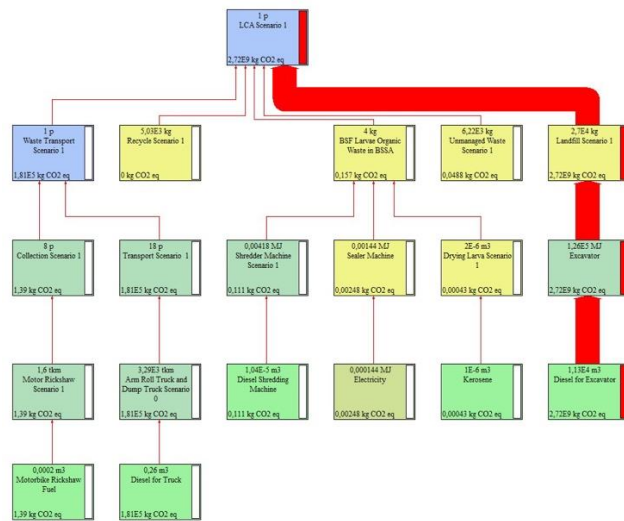 1 p
LCA Scenario 1
2,72E9 kg CO2 eq
1 p
Waste Transport
Scenario 1
1,81E5 kg CO2 eq
5,03E3 kg
Recycle Scenario 1
0 kg CO2 eq
4 kg
BSF Larvae Organic
Waste in BSSA
0,157 kg CO2 eq
6,22E3 kg
Unmanaged Waste
Scenario 1
0,0488 kg CO2 eq
2,7E4 kg
Landfill Scenario 1
2,72E9 kg CO2 eq
8 p
Collection Scenario 1
1,39 kg CO2 eq
18 p
Transport Scenario 1
1,81E5 kg CO2 eq
0,00418 MJ
Shredder Machine
Scenario 1
0,111 kg CO2 eq
0,00144 MJ
Sealer Machine
0,00248 kg CO2 eq
2E-6 m3
Drying Larva Scenario
1
0,00043 kg CO2 eq
1,26E5 MJ
Excavator
2,72E9 kg CO2 eq
1,6 tkm
Motor Rickshaw
Scenario 1
1,39 kg CO2 eq
3,29E3 tkm
Arm Roll Truck and
Dump Truck Scenario
0
1,81E5 kg CO2 eq
1,04E-5 m3
Diesel Shredding
Machine
0,111 kg CO2 eq
0,000144 MJ
Electricity
0,00248 kg CO2 eq
1E-6 m3
Kerosene
0,00043 kg CO2 eq
1,13E4 m3
Diesel for Excavator
2,72E9 kg CO2 eq
0,0002 m3
Motorbike Rickshaw
Fuel
1,39 kg CO2 eq
0,26 m3
Diesel for Truck
1,81E5 kg CO2 eq